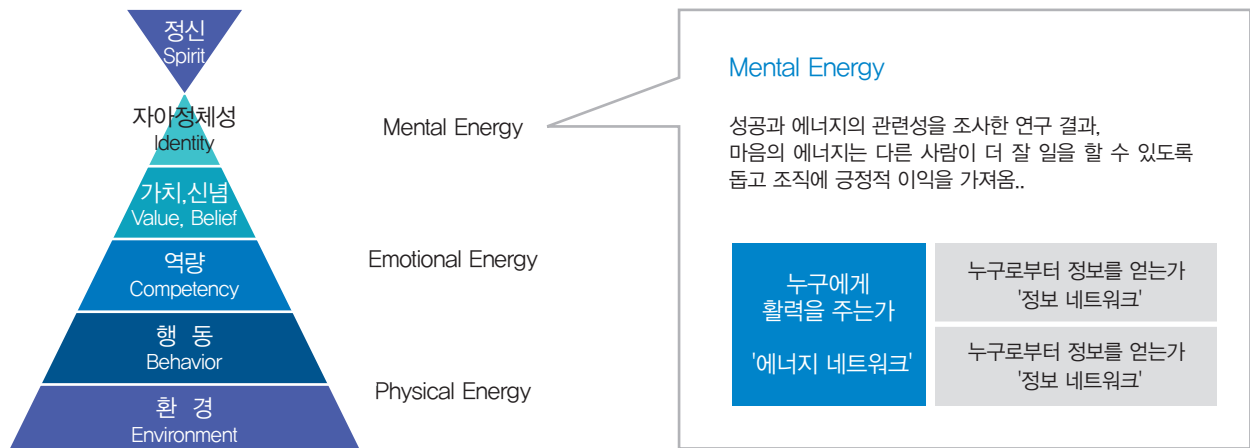 정신
Spirit
자아정체성
Identity
가치,신념
Value, Belief
역량
Competency
행 동
Behavior
환 경
Environment
Mental Energy
Emotional Energy
Physical Energy
Mental Energy
성공과 에너지의 관련성을 조사한 연구 결과,
마음의 에너지는 다른 사람이 더 잘 일을 할 수 있도록
돕고 조직에 긍정적 이익을 가져옴..
누구에게
활력을 주는가
'에너지 네트워크'
누구로부터 정보를 얻는가
'정보 네트워크'
누구로부터 정보를 얻는가
'정보 네트워크'